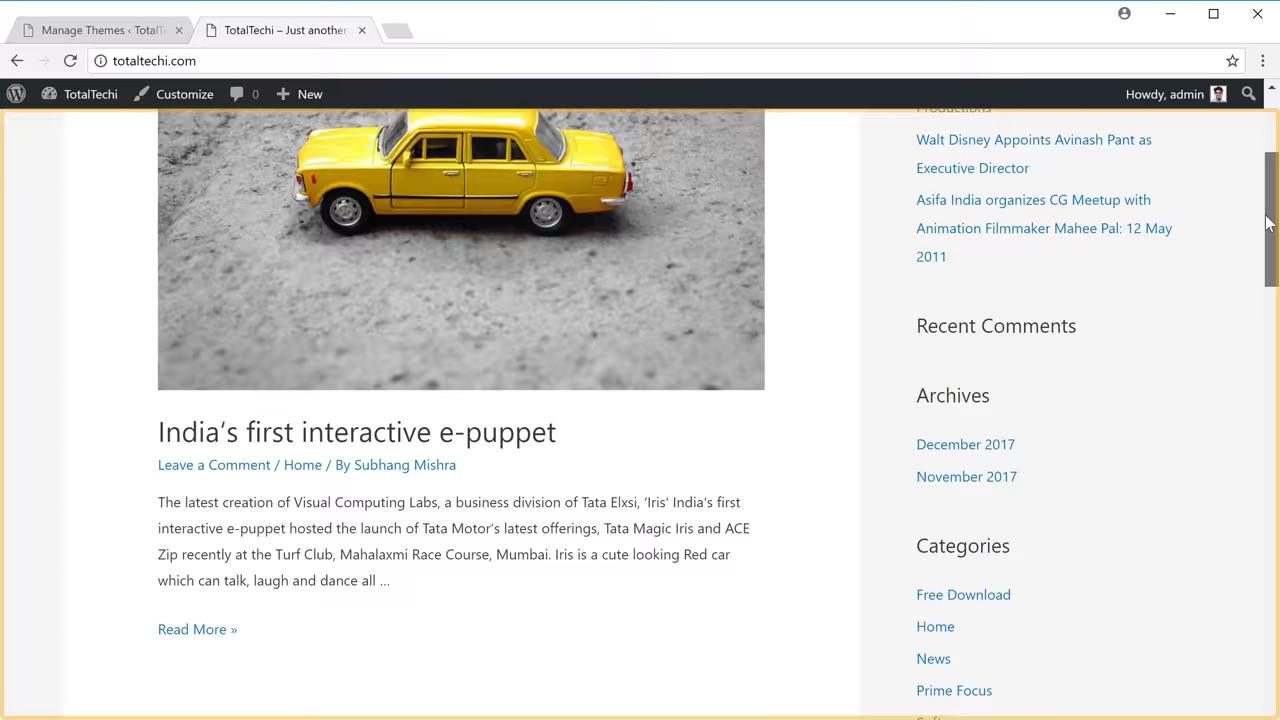 Manage Themes ‹ TotalT
TotalTechi – Just another
totaltechi.com
TotalTechi Customize 0 New Howdy, admin
Productions
Walt Disney Appoints Avinash Pant as
Executive Director
Asifa India organizes CG Meetup with
Animation Filmmaker Mahee Pal: 12 May
2011
Recent Comments
Archives
December 2017
November 2017
Categories
Free Download
Home
News
Prime Focus
India’s first interactive e-puppet
Leave a Comment / Home / By Subhang Mishra
The latest creation of Visual Computing Labs, a business division of Tata Elxsi, ‘Iris’ India’s first
interactive e-puppet hosted the launch of Tata Motor’s latest offerings, Tata Magic Iris and ACE
Zip recently at the Turf Club, Mahalaxmi Race Course, Mumbai. Iris is a cute looking Red car
which can talk, laugh and dance all …
Read More »